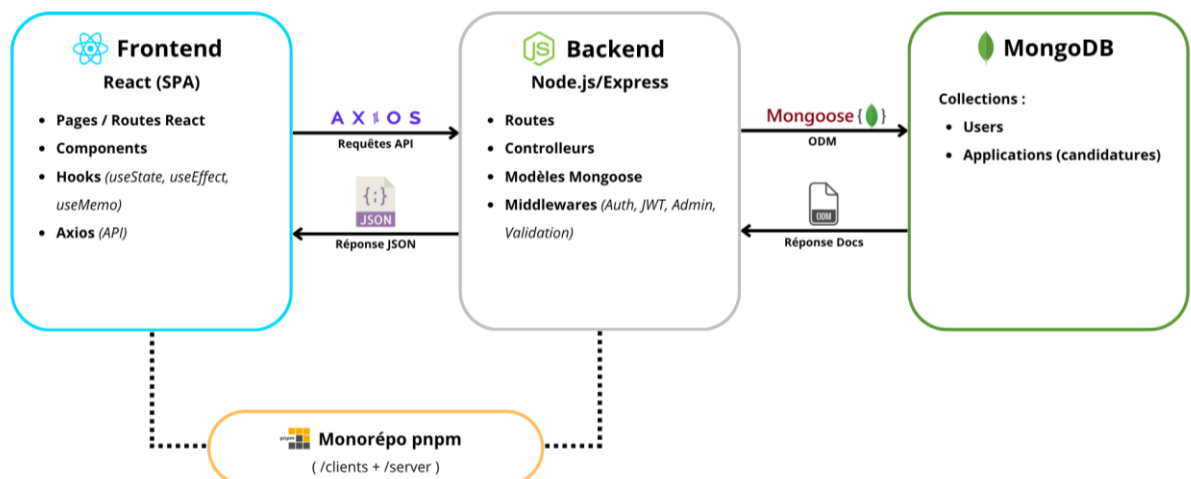 Frontend
React (SPA)
Pages / Routes React
Components
Hooks (useState, useEffect,
useMemo)
Axios (API)
AXIOS
Requêtes API
{;}
JSON
Réponse JSON
JS
Backend
Node.js/Express
Routes
Controlleurs
Modèles Mongoose
Middlewares (Auth, JWT, Admin,
Validation)
Mongoose{ }
ODM
ODM
Réponse Docs
MongoDB
Collections :
Users
Applications (candidatures)
pnpm
Monorépo pnpm
( /clients + /server )